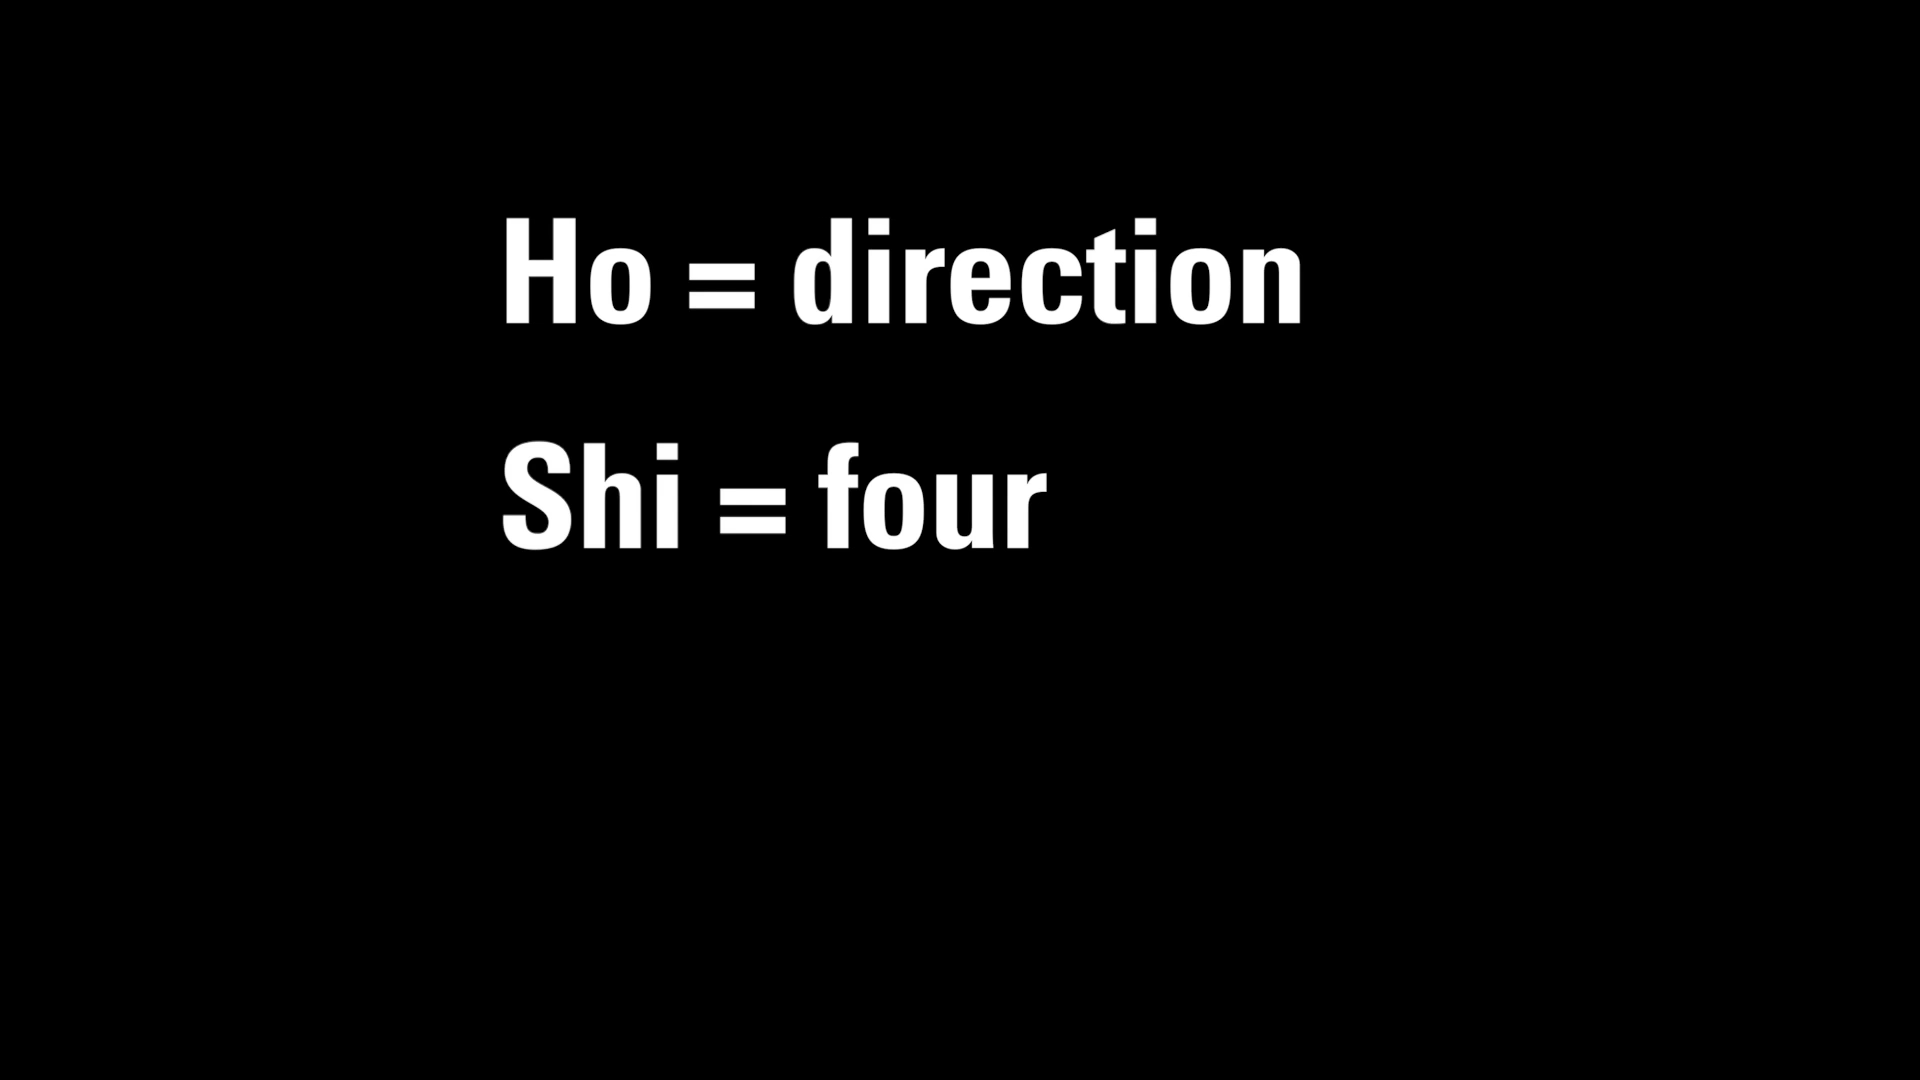 Ho = direction
Shi = four